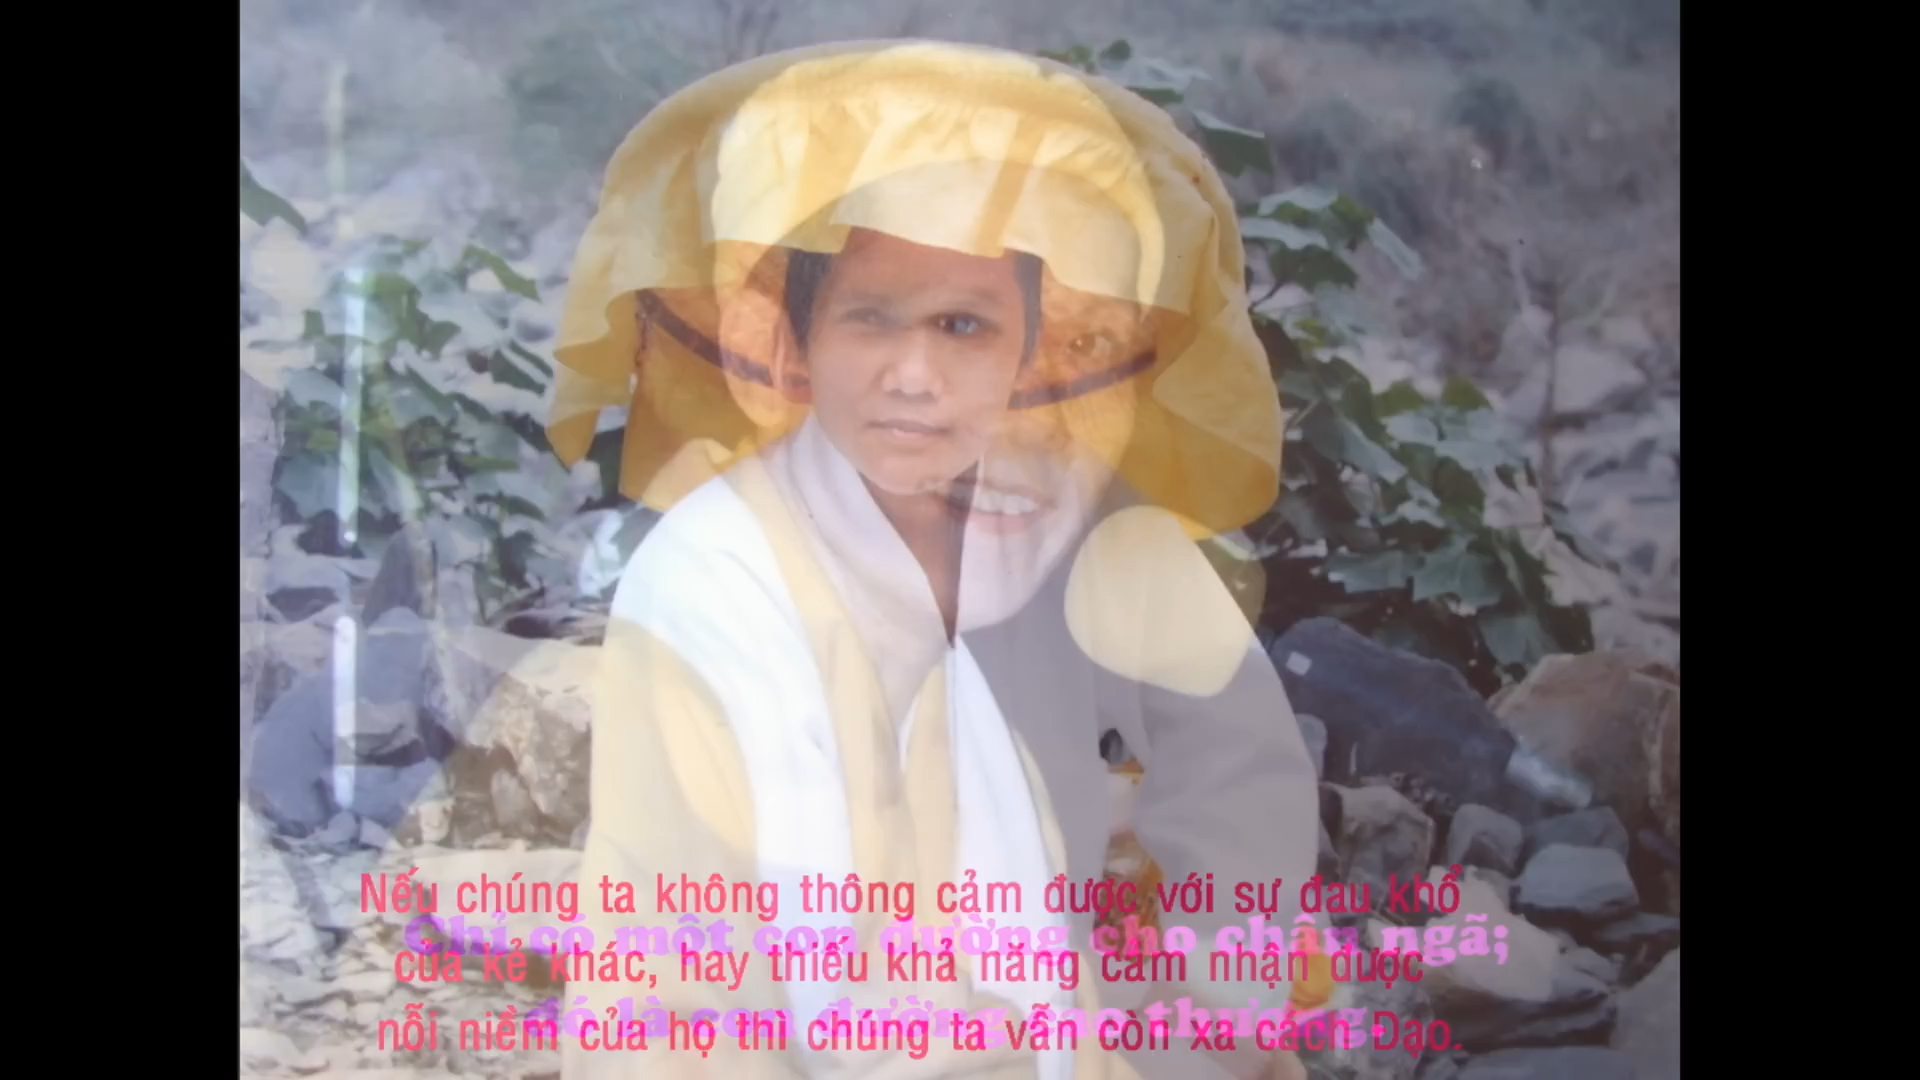 Nếu chúng ta không thông cảm được với sự đau khổ
của kẻ khác, hay thiếu khả năng cảm nhận được
nỗi niềm của họ thì chúng ta vẫn còn xa cách Đạo.
Chỉ có một con đường cho chân ngã;
đó là con đường cao thượng.